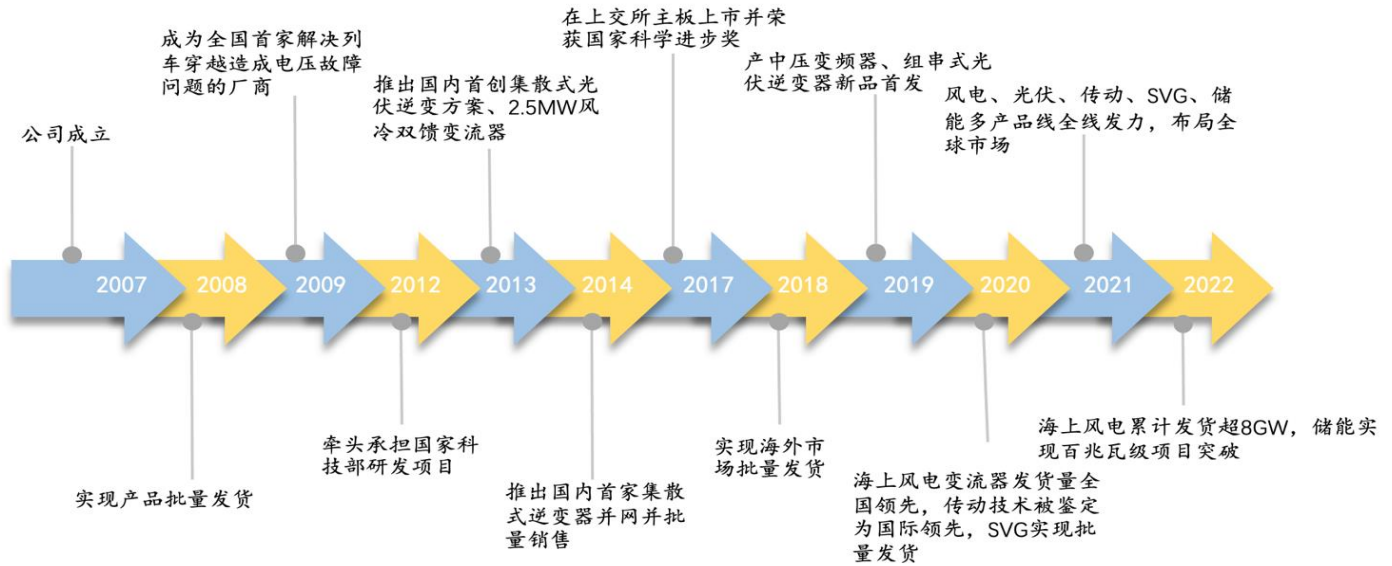 在上交所主板上市并荣
获国家科学进步奖
成为全国首家解决列
车穿越造成电压故障
问题的厂商
产中压变频器、组串式光
伏逆变器新品首发
推出国内首创集散式光
伏逆变方案、2.5MW风
冷双馈变流器
风电、光伏、传动、SVG、储
能多产品线全线发力，布局全
球市场
公司成立
2007
2008
2009
2012
2013
2014
2017
2018
2019
2020
2021
2022
实现产品批量发货
牵头承担国家科
技部研发项目
推出国内首家集散
式逆变器并网并批
量销售
实现海外市
场批量发货
海上风电变流器发货量全
国领先，传动技术被鉴定
为国际领先，SVG实现批
量发货
海上风电累计发货超8GW，储能实
现百兆瓦级项目突破